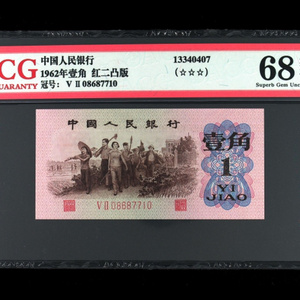 CG
GUARANTY
中国人民银行
1962年壹角 红二凸版
冠号: V II 08687710
13340407
(☆☆☆)
68
Superb Gem Unc
中国人民银行
壹角
1
YI
JIAO
V II 08687710